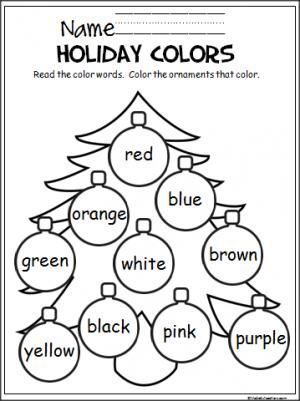 Name
HOLIDAY COLORS
Read the color words. Color the ornaments that color.
red
orange
blue
green
white
brown
yellow
black
pink
purple